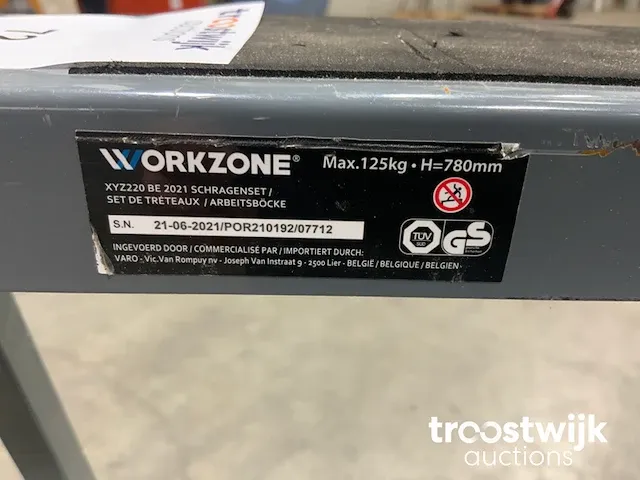 troostwijk
WORKZONE® Max.125kg • H=780mm
XYZ220 BE 2021 SCHRAGENSET/
SET DE TRÉTEAUX / ARBEITSBÖCKE
S.N. 21-06-2021/POR210192/07712
TÜV
SÜD
GS
INGEVOERD DOOR / COMMERCIALISÉ PAR / IMPORTIERT DURCH:
VARO - Vic. Van Rompuy nv - Joseph Van Instraat 9 - 2500 Lier - BELGIË / BELGIQUE / BELGIEN
troostwijk
auctions